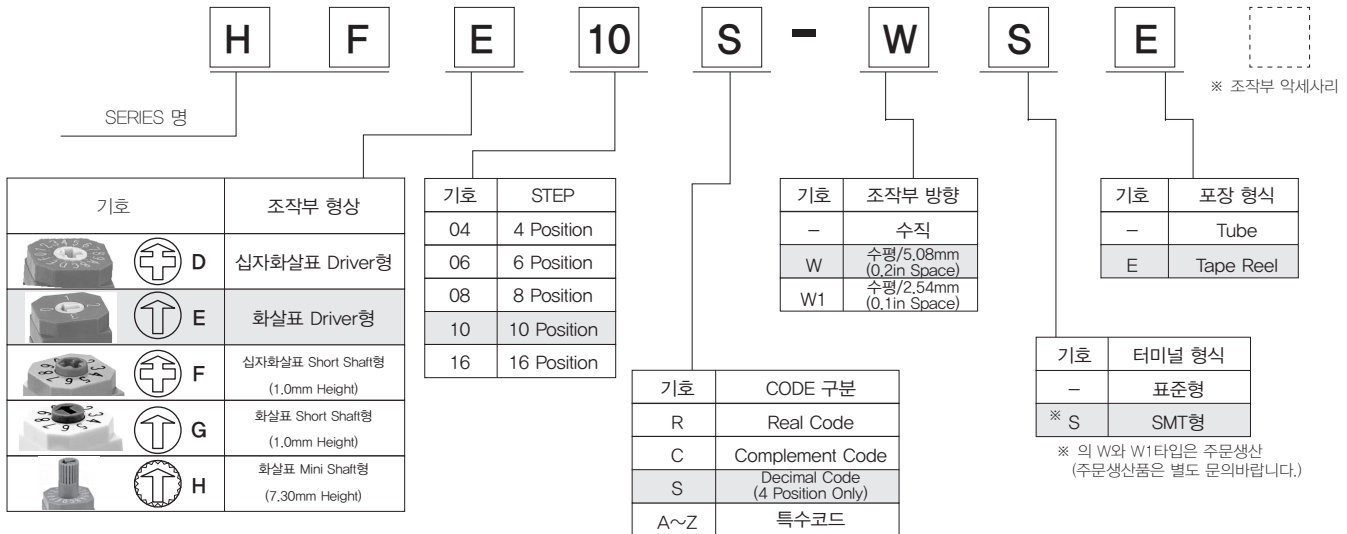 H F E 10 S - W S E
※ 조작부 악세사리
SERIES 명
기호 조작부 형상
D 십자화살표 Driver형
E 화살표 Driver형
F 십자화살표 Short Shaft형
(1.0mm Height)
G 화살표 Short Shaft형
(1.0mm Height)
H 화살표 Mini Shaft형
(7.30mm Height)
기호 STEP
04 4 Position
06 6 Position
08 8 Position
10 10 Position
16 16 Position
기호 CODE 구분
R Real Code
C Complement Code
S Decimal Code
(4 Position Only)
A~Z 특수코드
기호 조작부 방향
– 수직
W 수평/5.08mm
(0.2in Space)
W1 수평/2.54mm
(0.1in Space)
기호 터미널 형식
– 표준형
※ S SMT형
※ 의 W와 W1타입은 주문생산
(주문생산품은 별도 문의바랍니다.)
기호 포장 형식
– Tube
E Tape Reel